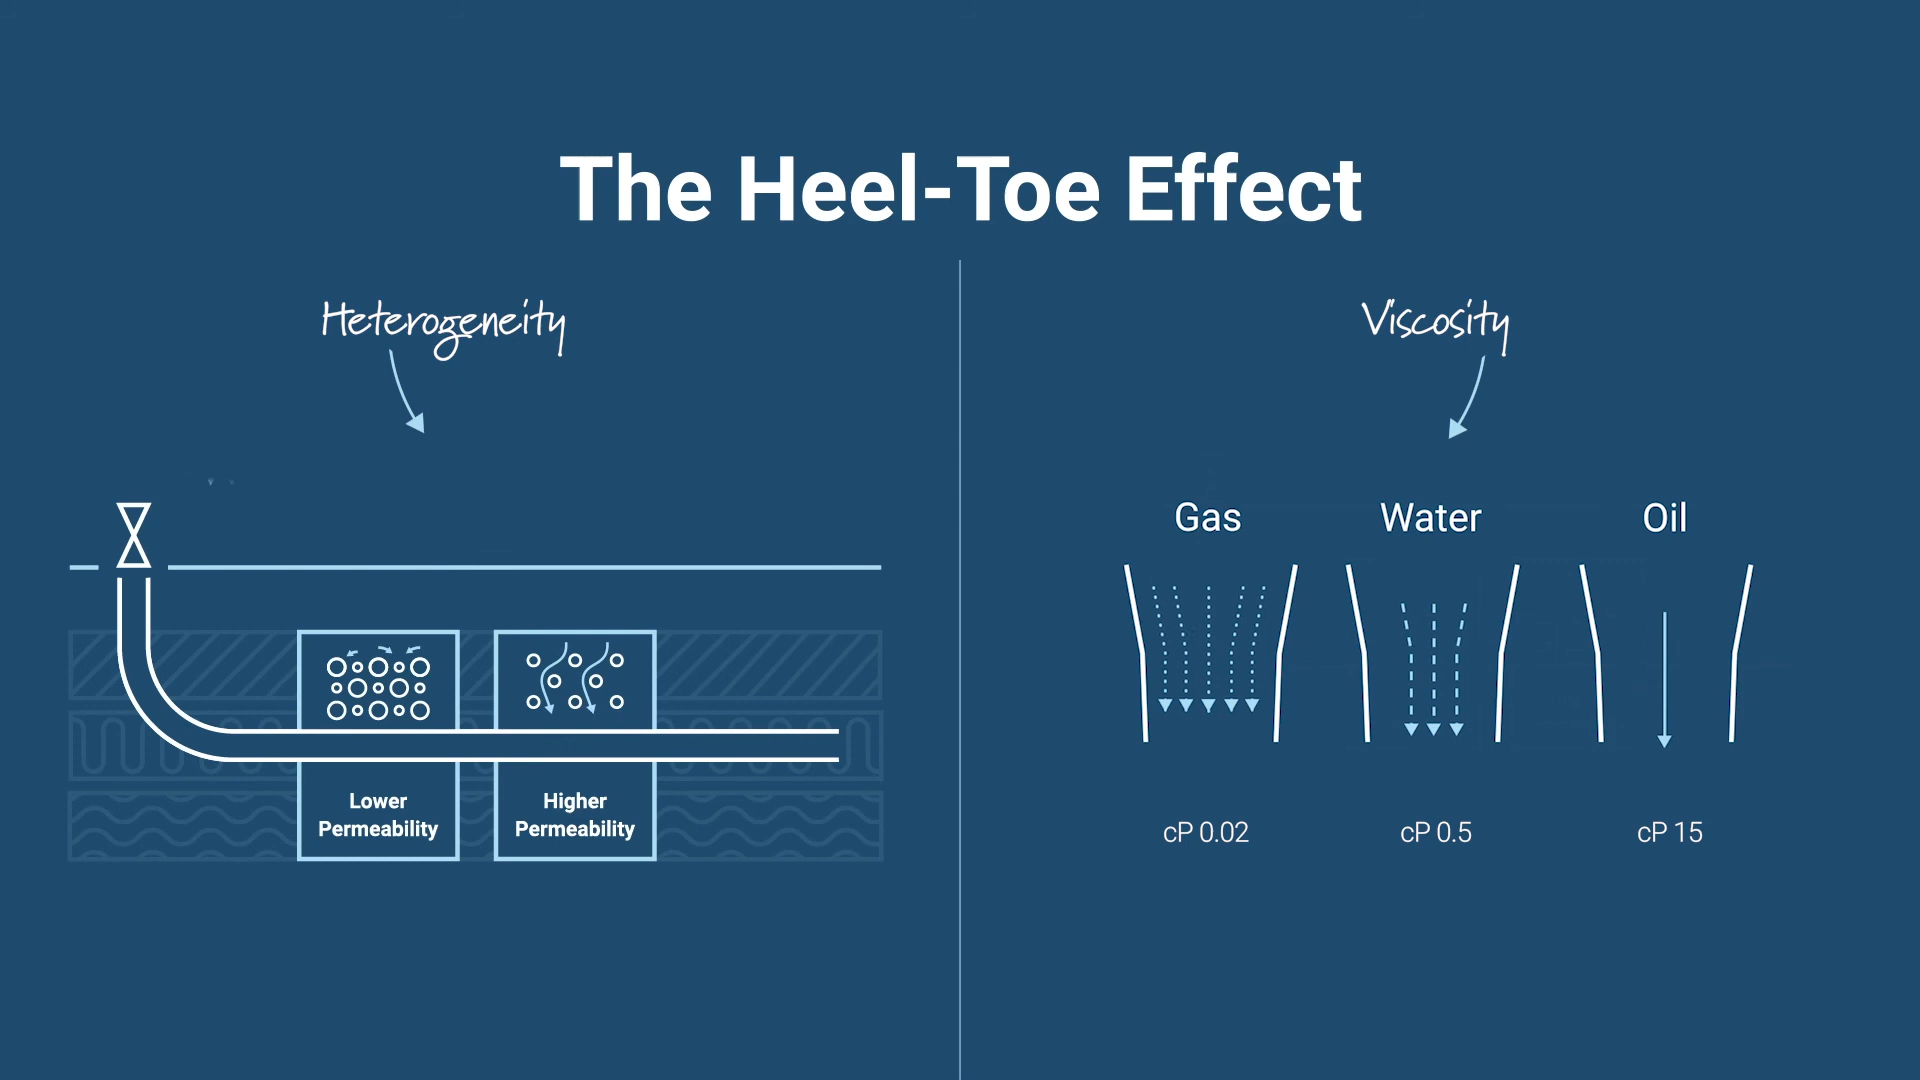 The Heel-Toe Effect
Heterogeneity
Lower
Permeability
Higher
Permeability
Viscosity
Gas
Water
Oil
cP 0.02
cP 0.5
cP 15